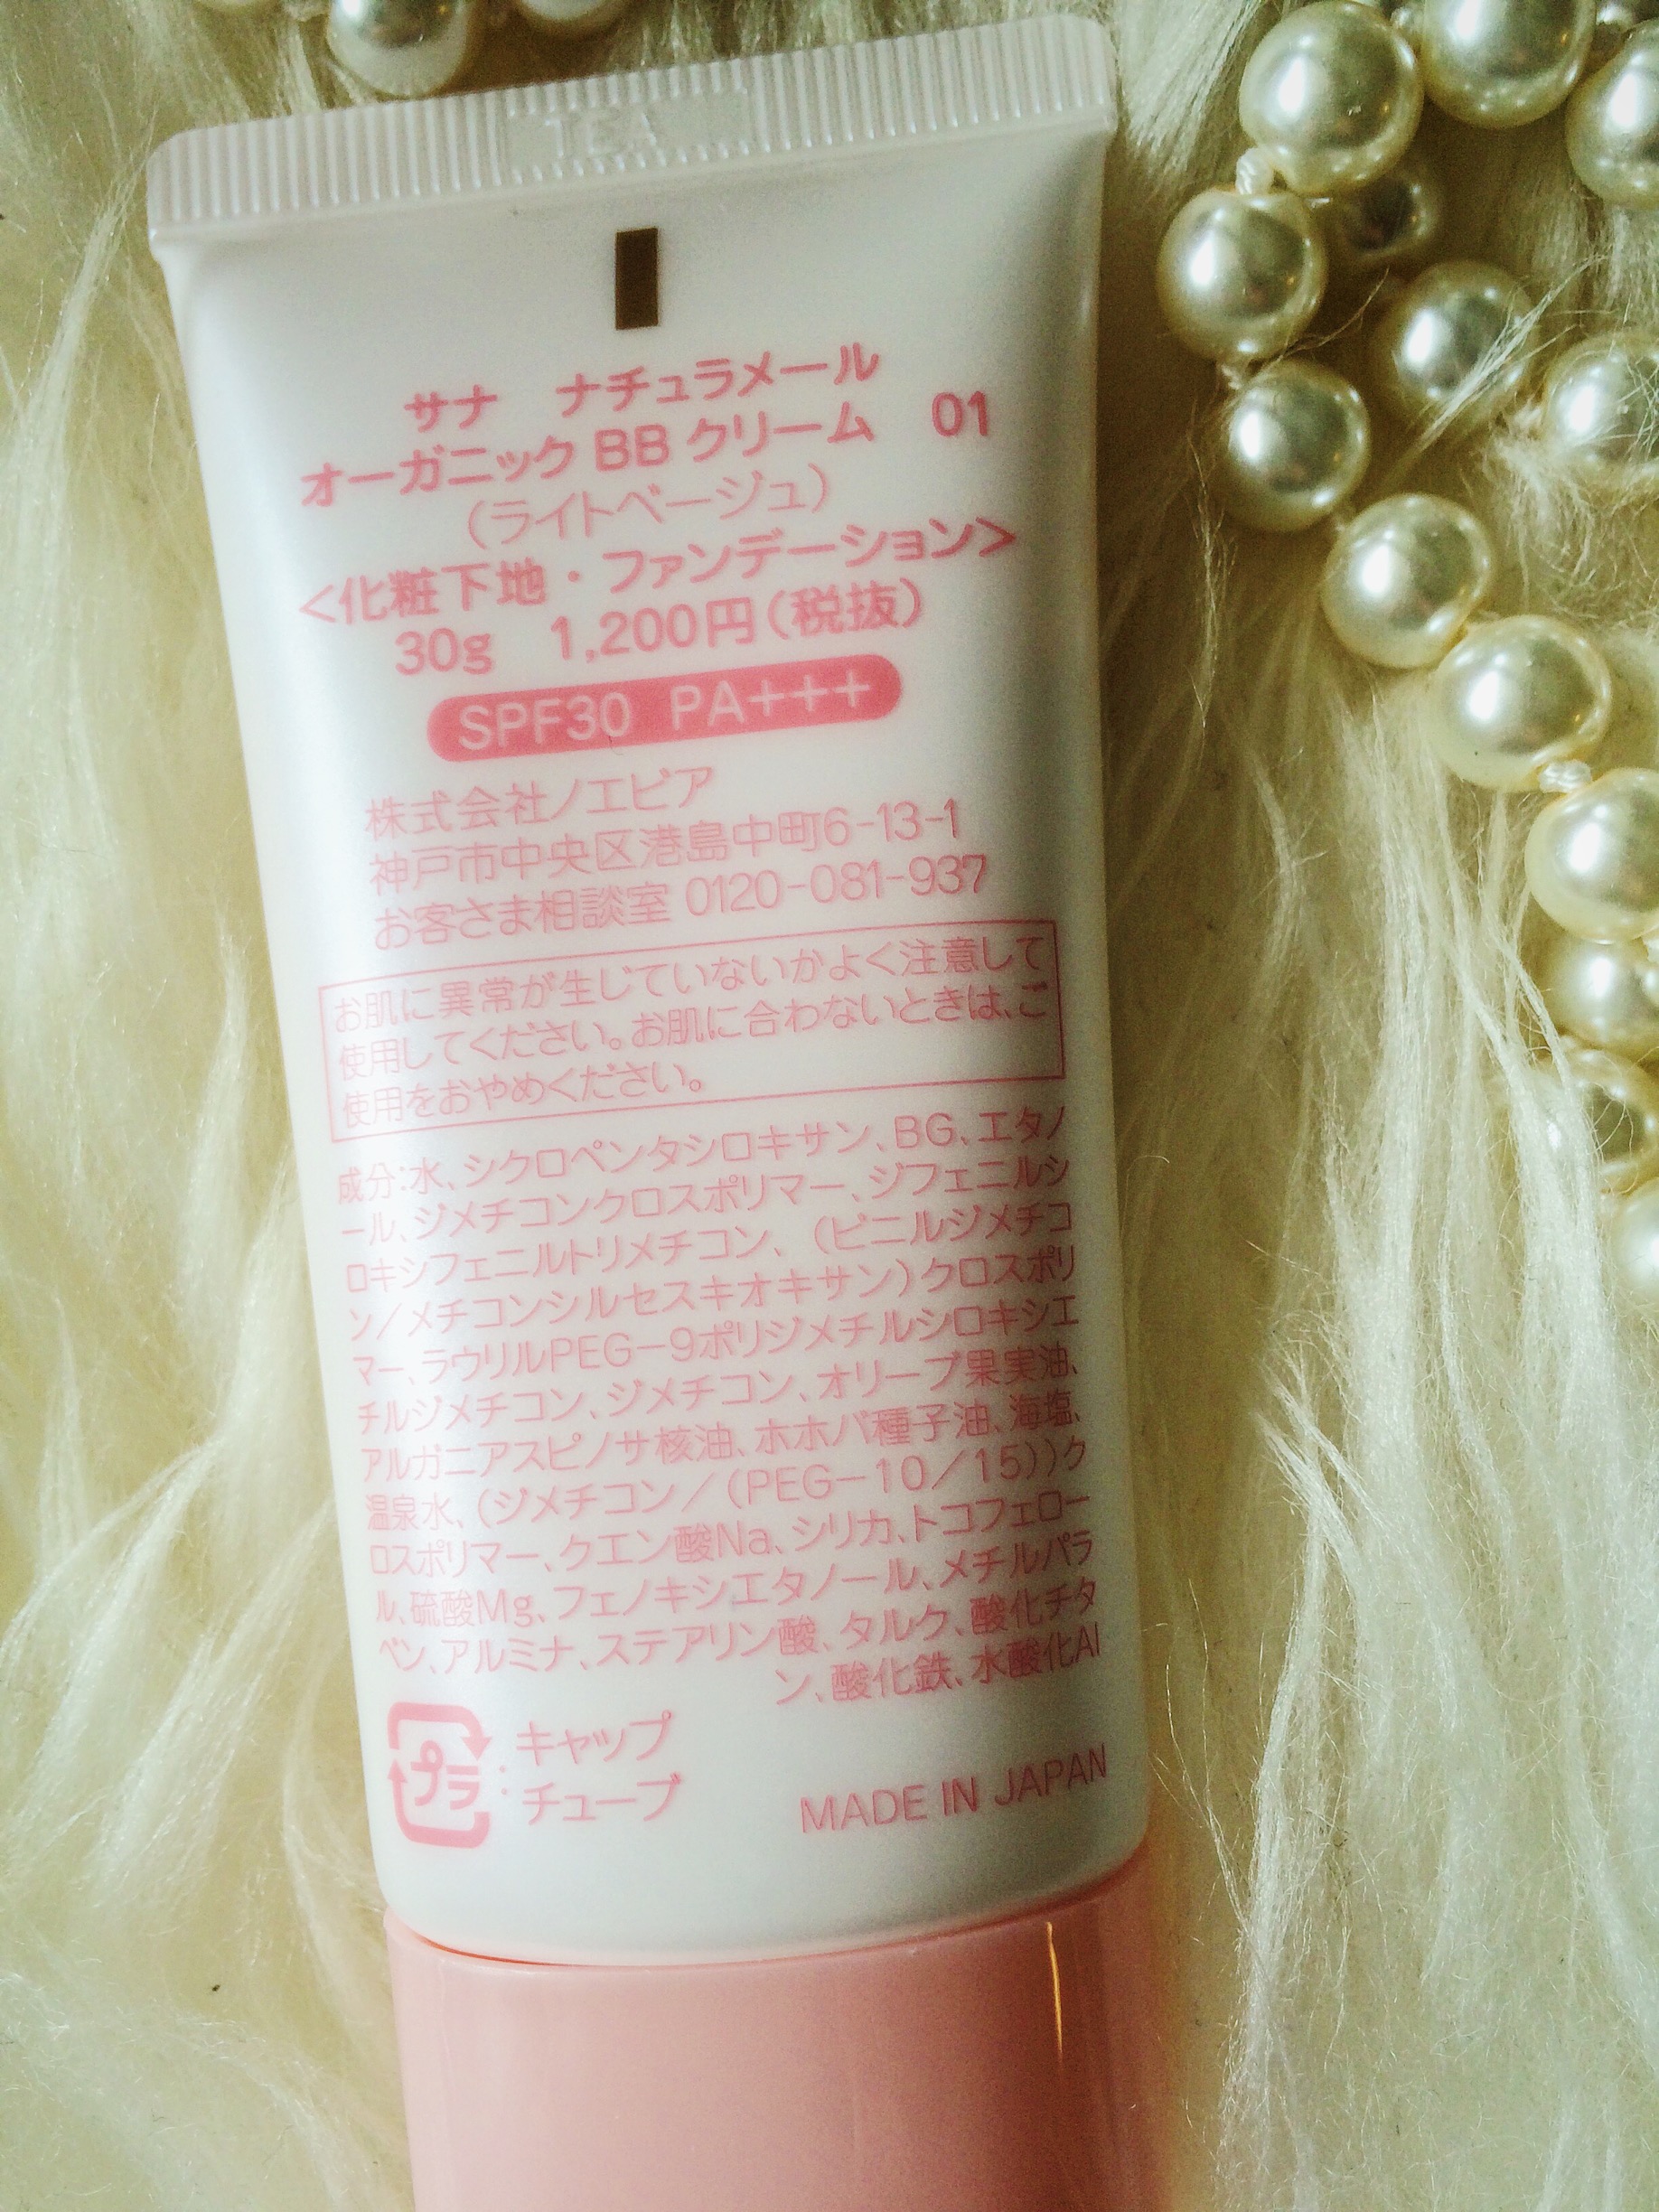 TEA
サナ ナチュラメール
オーガニック BB クリーム 01
(ライトベージュ)
<化粧下地・ファンデーション>
30g 1,200円(税抜)
SPF30 PA+++
株式会社ノエビア
神戸市中央区港島中町6-13-1
お客さま相談室 0120-081-937
お肌に異常が生じていないかよく注意して
使用してください。お肌に合わないときは、ご
使用をおやめください。
成分:水、シクロペンタシロキサン、BG、エタノ
ール、ジメチコンクロスポリマー、ジフェニルシ
ロキシフェニルトリメチコン、(ビニルジメチコ
ン/メチコンシルセスキオキサン)クロスポリ
マー、ラウリルPEG-9ポリジメチルシロキシエ
チルジメチコン、ジメチコン、オリーブ果実油、
アルガニアスピノサ核油、ホホバ種子油、海塩、
温泉水、(ジメチコン/(PEG-10/15))ク
ロスポリマー、クエン酸Na、シリカ、トコフェロー
ル、硫酸Mg、フェノキシエタノール、メチルパラ
ベン、アルミナ、ステアリン酸、タルク、酸化チタ
ン、酸化鉄、水酸化Al
プラ : キャップ
チューブ
MADE IN JAPAN